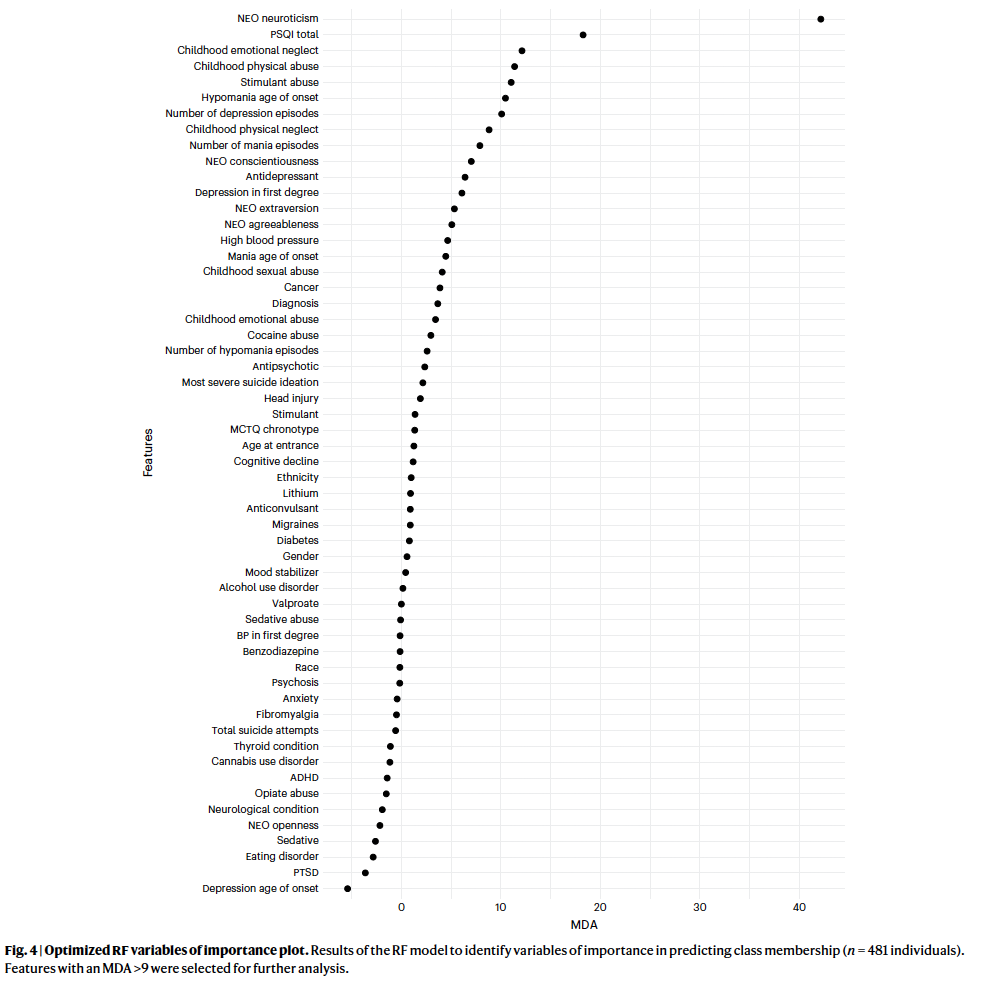 NEO neuroticism
PSQI total
Childhood emotional neglect
Childhood physical abuse
Stimulant abuse
Hypomania age of onset
Number of depression episodes
Childhood physical neglect
Number of mania episodes
NEO conscientiousness
Antidepressant
Depression in first degree
NEO extraversion
NEO agreeableness
High blood pressure
Mania age of onset
Childhood sexual abuse
Cancer
Diagnosis
Childhood emotional abuse
Cocaine abuse
Number of hypomania episodes
Antipsychotic
Most severe suicide ideation
Head injury
Stimulant
MCTQ chronotype
Age at entrance
Cognitive decline
Ethnicity
Lithium
Anticonvulsant
Migraines
Diabetes
Gender
Mood stabilizer
Alcohol use disorder
Valproate
Sedative abuse
BP in first degree
Benzodiazepine
Race
Psychosis
Anxiety
Fibromyalgia
Total suicide attempts
Thyroid condition
Cannabis use disorder
ADHD
Opiate abuse
Neurological condition
NEO openness
Sedative
Eating disorder
PTSD
Depression age of onset
Features
0 10 20 30 40
MDA
Fig. 4 | Optimized RF variables of importance plot. Results of the RF model to identify variables of importance in predicting class membership (n = 481 individuals).
Features with an MDA >9 were selected for further analysis.